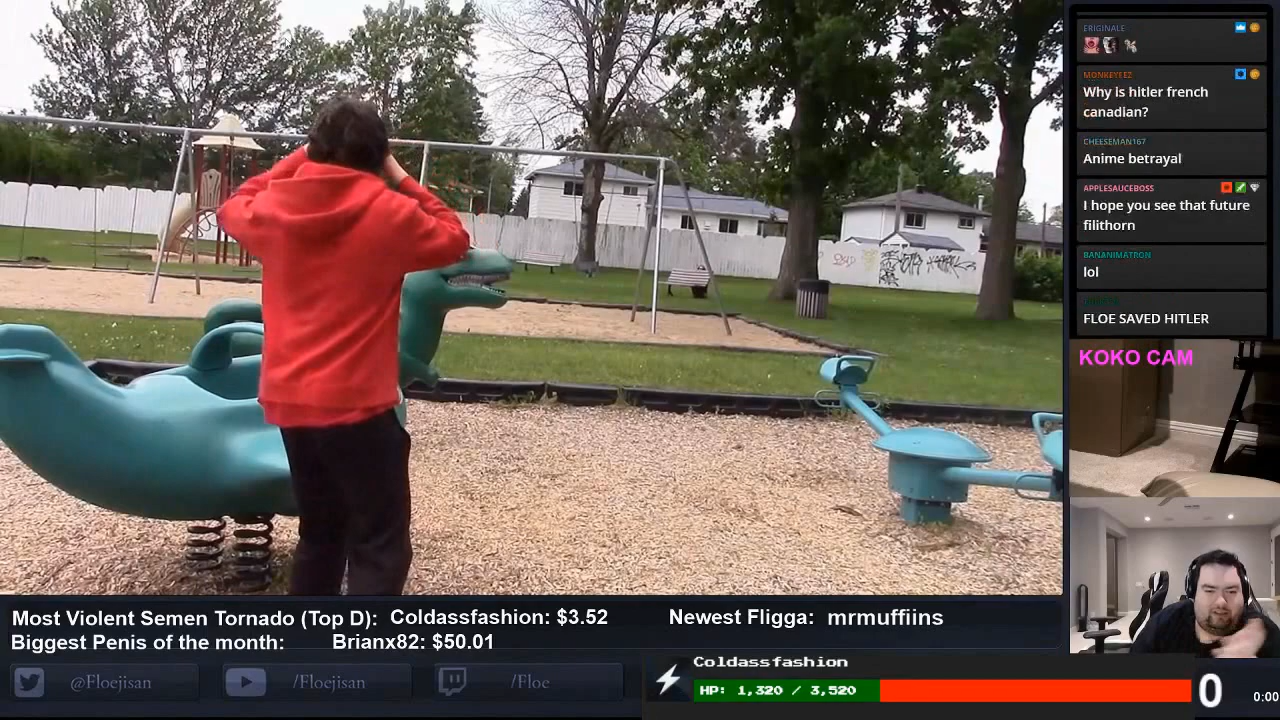 ERIGINALE
MONKEYEEZ
Why is hitler french
canadian?
CHEESEMAN167
Anime betrayal
APPLESAUCEBOSS
I hope you see that future
filithorn
BANANIMATRON
lol
FLOE SAVED HITLER
KOKO CAM
Most Violent Semen Tornado (Top D): Coldassfashion: $3.52
Newest Fligga: mrmuffiins
Biggest Penis of the month: Brianx82: $50.01
@Floejisan
/Floejisan
/Floe
Coldassfashion
HP: 1,320 / 3,520
0
0:00